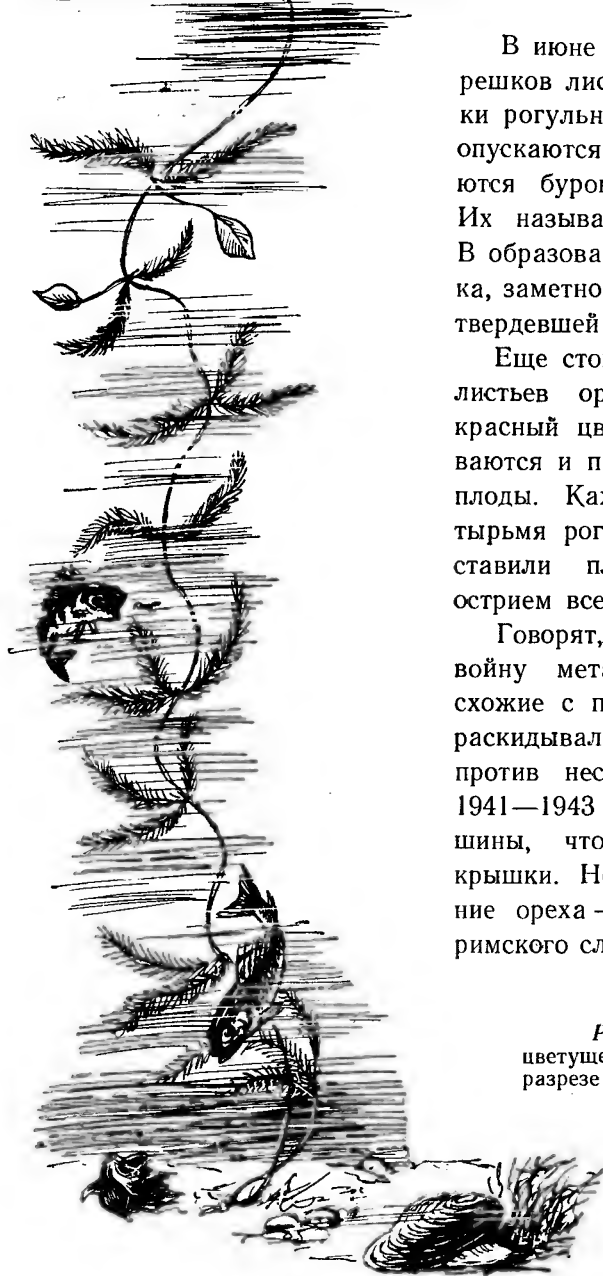 В июне
решков лис
ки рогульн
опускаются
ются буро
Их называ
В образова
ка, заметно
твердевшей
Еще сто
листьев ор
красный цв
ваются и п
плоды. Ка
тырьмя рог
ставили пл
острием все
Говорят,
войну мета
схожие с п
раскидывал
против нес
1941—1943
шины, что
крышки. Н
ние ореха —
римского сл
Р
цветуще
разрезе